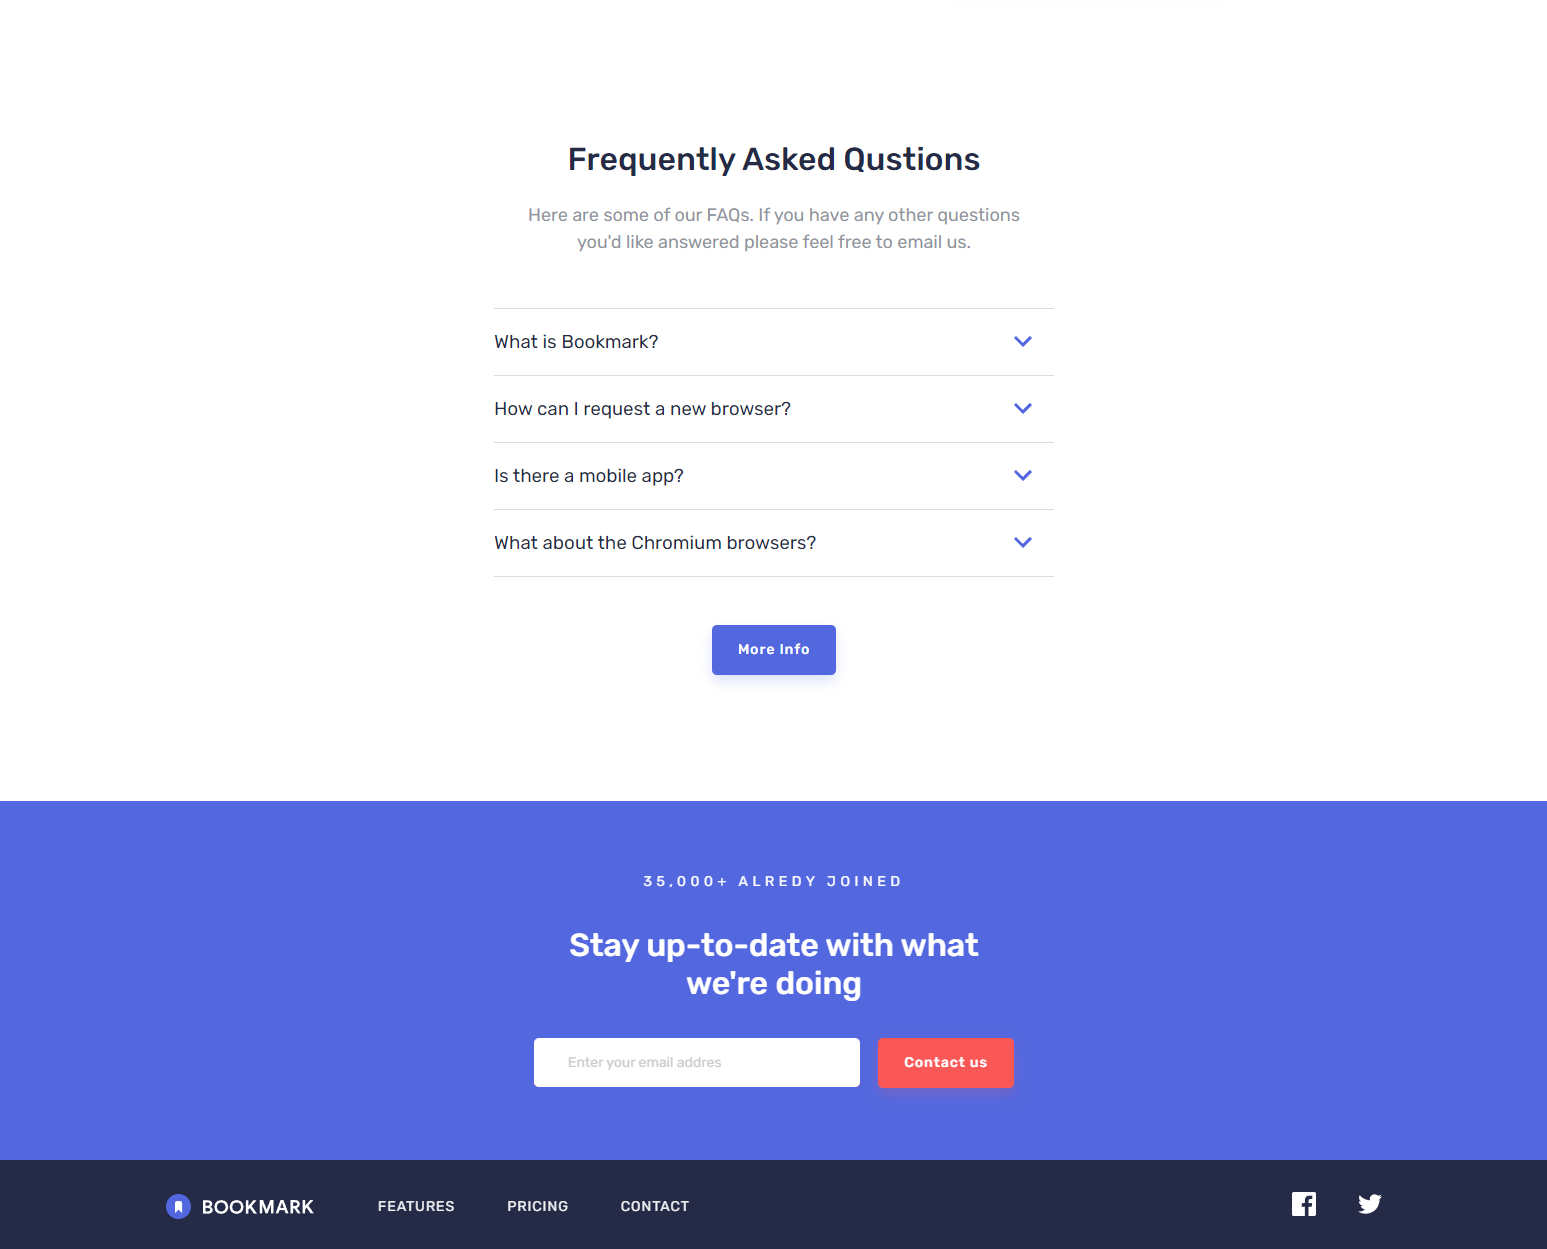 Frequently Asked Qustions
Here are some of our FAQs. If you have any other questions
you'd like answered please feel free to email us.
What is Bookmark?
How can I request a new browser?
Is there a mobile app?
What about the Chromium browsers?
More Info
35,000+ ALREDY JOINED
Stay up-to-date with what
we're doing
Enter your email addres
Contact us
BOOKMARK
FEATURES
PRICING
CONTACT